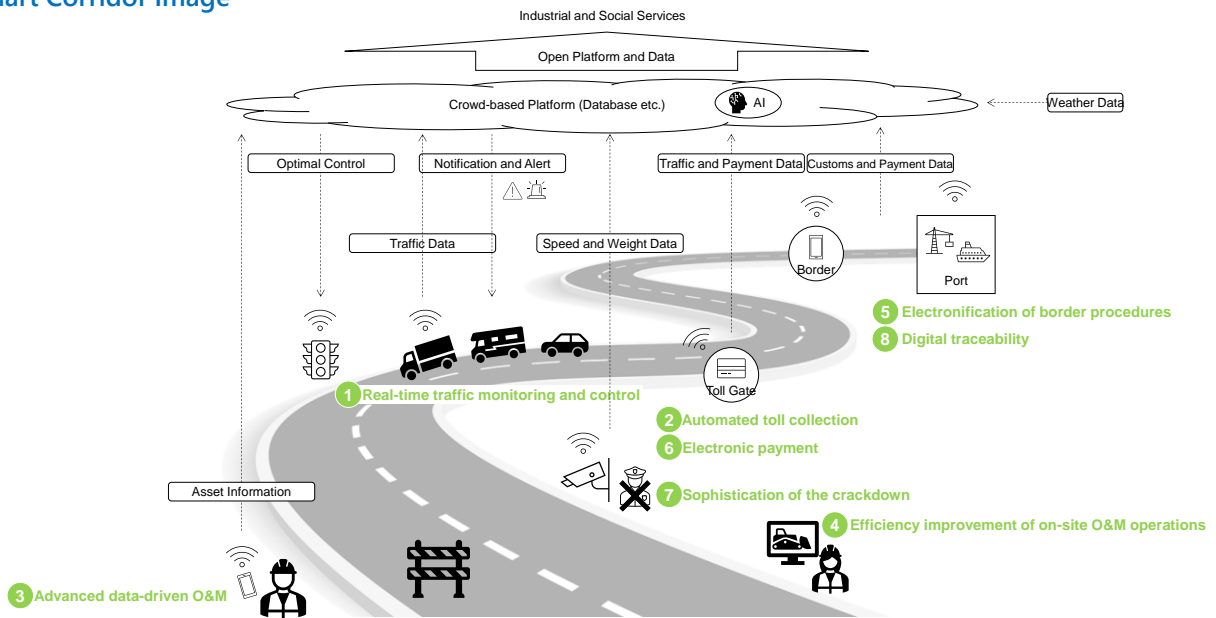 art Corridor Image
Industrial and Social Services
Open Platform and Data
Crowd-based Platform (Database etc.)
AI
Weather Data
Optimal Control
Notification and Alert
Traffic and Payment Data
Customs and Payment Data
Traffic Data
Speed and Weight Data
Border
Port
5 Electronification of border procedures
8 Digital traceability
Toll Gate
1 Real-time traffic monitoring and control
2 Automated toll collection
6 Electronic payment
Asset Information
7 Sophistication of the crackdown
4 Efficiency improvement of on-site O&M operations
3 Advanced data-driven O&M